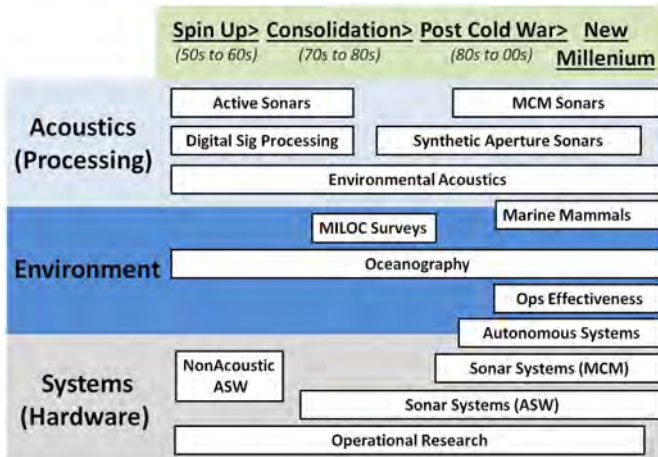 Spin Up> Consolidation> Post Cold War> New
(50s to 60s) (70s to 80s) (80s to 00s) Millenium
Active Sonars MCM Sonars
Acoustics
(Processing)
Digital Sig Processing Synthetic Aperture Sonars
Environmental Acoustics
Marine Mammals
MILOC Surveys
Environment
Oceanography
Ops Effectiveness
Autonomous Systems
Systems
(Hardware)
NonAcoustic
ASW
Sonar Systems (MCM)
Sonar Systems (ASW)
Operational Research